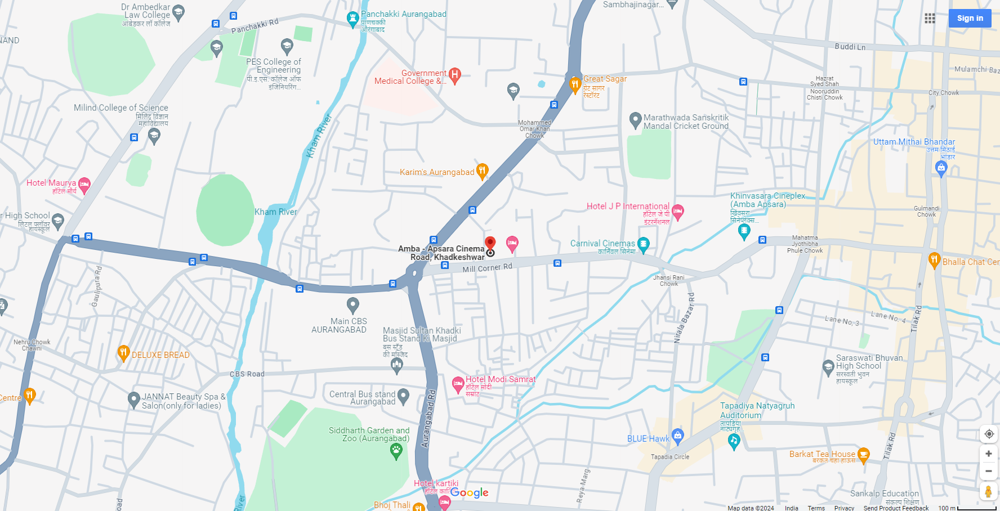 Dr Ambedkar
Law College
आंबेडकर लॉ कॉलेज
Panchakki Rd
Panchakki Aurangabad
पाणचक्की
औरंगाबाद
Sambhajinagar...
Sign in
Buddi Ln
Mulamchi Baz
PES College of
Engineering
पी.इ.एस. कॉलेज ऑफ
इंजिनियरिंग...
Government
Medical College &...
Great Sagar
ग्रेट सागर
रेस्टॉरंट
Hazrat
Syed Shah
Nooruddin
Chisti Chowk
City Chowk
Milind College of Science
मिलिंद विज्ञान
महाविद्यालय
Kham River
Mohammed
Omar Khan
Chowk
Marathwada Sanskritik
Mandal Cricket Ground
Uttam Mithai Bhandar
उत्तम मिठाई
भांडार
Karim's Aurangabad
Hotel Maurya
हॉटेल मौर्य
Kham River
r High School
लिटल फ्लॉवर
हायस्कूल
Hotel J P International
हॉटेल जे पी
इंटरनॅशनल
Khinvasara Cineplex
(Amba Apsara)
खिंवसरा
सिनेप्लेक्स...
Gulmandi
Chowk
Amba - Apsara Cinema
Road, Khadkeshwar
Carnival Cinemas
कार्निवल सिनेमा
Mahatma
Jyothibha
Phule Chowk
Bhalla Chat Cer
Mill Corner Rd
Gaulipura Rd
Jhansi Rani
Chowk
Main CBS
AURANGABAD
Nirala Bazar Rd
Lane No. 3
Lane No. 4
Tilak Rd
Masjid Sultan Khadki
Bus Stand Ki Masjid
बस स्टँड
की मस्जिद
Nehru Chowk
Chawni
DELUXE BREAD
CBS Road
Saraswati Bhuvan
High School
सरस्वती भुवन
हायस्कूल
Hotel Modi Samrat
हॉटेल मोदी
सम्राट
Centre
JANNAT Beauty Spa &
Salon(only for ladies)
Central Bus stand
Aurangabad
Aurangabad Rd
Tapadiya Natyagruh
Auditorium
तापडिया
नाट्यगृह...
Siddharth Garden and
Zoo (Aurangabad)
BLUE Hawk
Tapadia Circle
Barkat Tea House
बरकत चहा हाऊस
Tilak Rd
Reya Marg
Hotel kartiki
Google
Bhoj Thali
River
Sankalp Education
संकल्प शिक्षण
Map data ©2024 India Terms Privacy Send Product Feedback 100 m